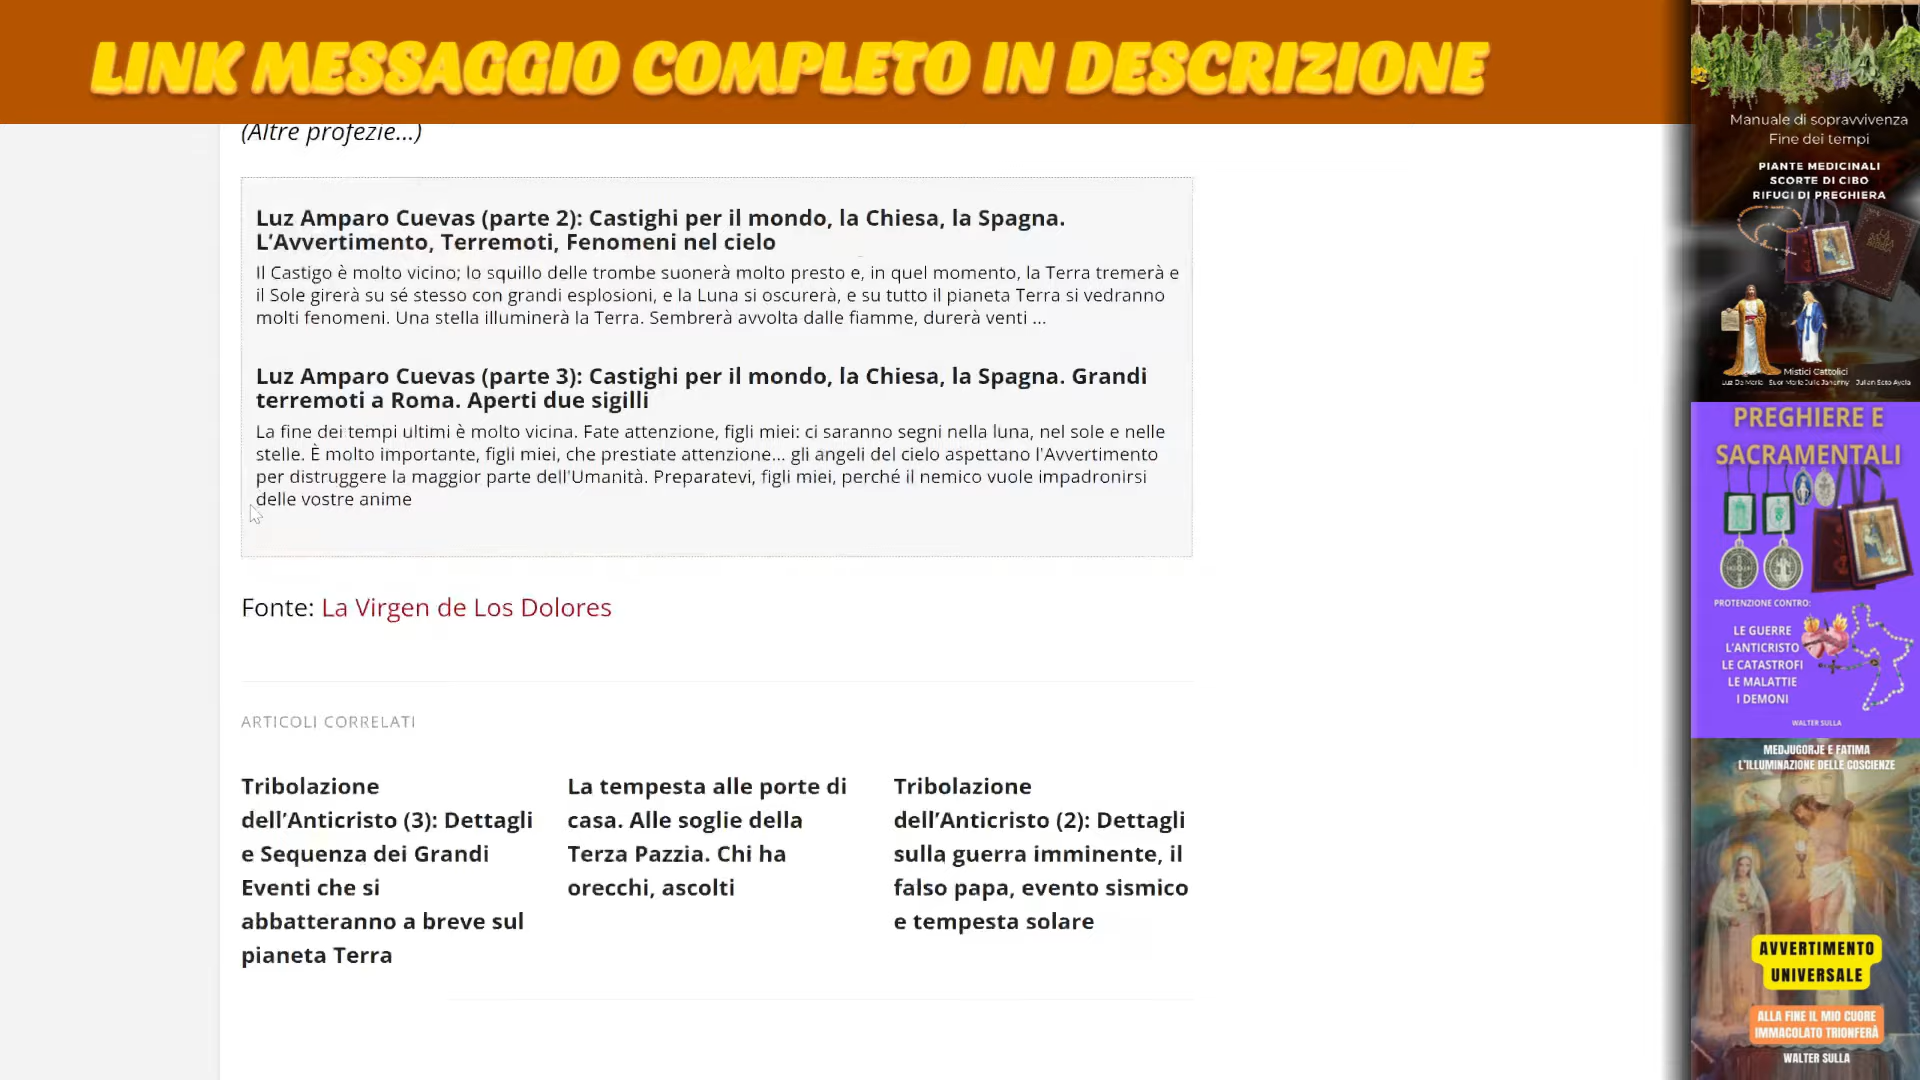 LINK MESSAGGIO COMPLETO IN DESCRIZIONE
(Altre profezie...)
Luz Amparo Cuevas (parte 2): Castighi per il mondo, la Chiesa, la Spagna.
L’Avvertimento, Terremoti, Fenomeni nel cielo
Il Castigo è molto vicino; lo squillo delle trombe suonerà molto presto e, in quel momento, la Terra tremerà e
il Sole girerà su sé stesso con grandi esplosioni, e la Luna si oscurerà, e su tutto il pianeta Terra si vedranno
molti fenomeni. Una stella illuminerà la Terra. Sembrerà avvolta dalle fiamme, durerà venti ...
Luz Amparo Cuevas (parte 3): Castighi per il mondo, la Chiesa, la Spagna. Grandi
terremoti a Roma. Aperti due sigilli
La fine dei tempi ultimi è molto vicina. Fate attenzione, figli miei: ci saranno segni nella luna, nel sole e nelle
stelle. È molto importante, figli miei, che prestiate attenzione... gli angeli del cielo aspettano l'Avvertimento
per distruggere la maggior parte dell'Umanità. Preparatevi, figli miei, perché il nemico vuole impadronirsi
delle vostre anime
Fonte: La Virgen de Los Dolores
ARTICOLI CORRELATI
Tribolazione
dell’Anticristo (3): Dettagli
e Sequenza dei Grandi
Eventi che si
abbatteranno a breve sul
pianeta Terra
La tempesta alle porte di
casa. Alle soglie della
Terza Pazzia. Chi ha
orecchi, ascolti
Tribolazione
dell’Anticristo (2): Dettagli
sulla guerra imminente, il
falso papa, evento sismico
e tempesta solare
Manuale di sopravvivenza
Fine dei tempi
PIANTE MEDICINALI
SCORTE DI CIBO
RIFUGI DI PREGHIERA
Mistici Cattolici
PREGHIERE E
SACRAMENTALI
PROTENZIONE CONTRO:
LE GUERRE
L'ANTICRISTO
LE CATASTROFI
LE MALATTIE
I DEMONI
WALTER SULLA
MEDJUGORJE E FATIMA
L'ILLUMINAZIONE DELLE COSCIENZE
AVVERTIMENTO
UNIVERSALE
ALLA FINE IL MIO CUORE
IMMACOLATO TRIONFERÀ
WALTER SULLA